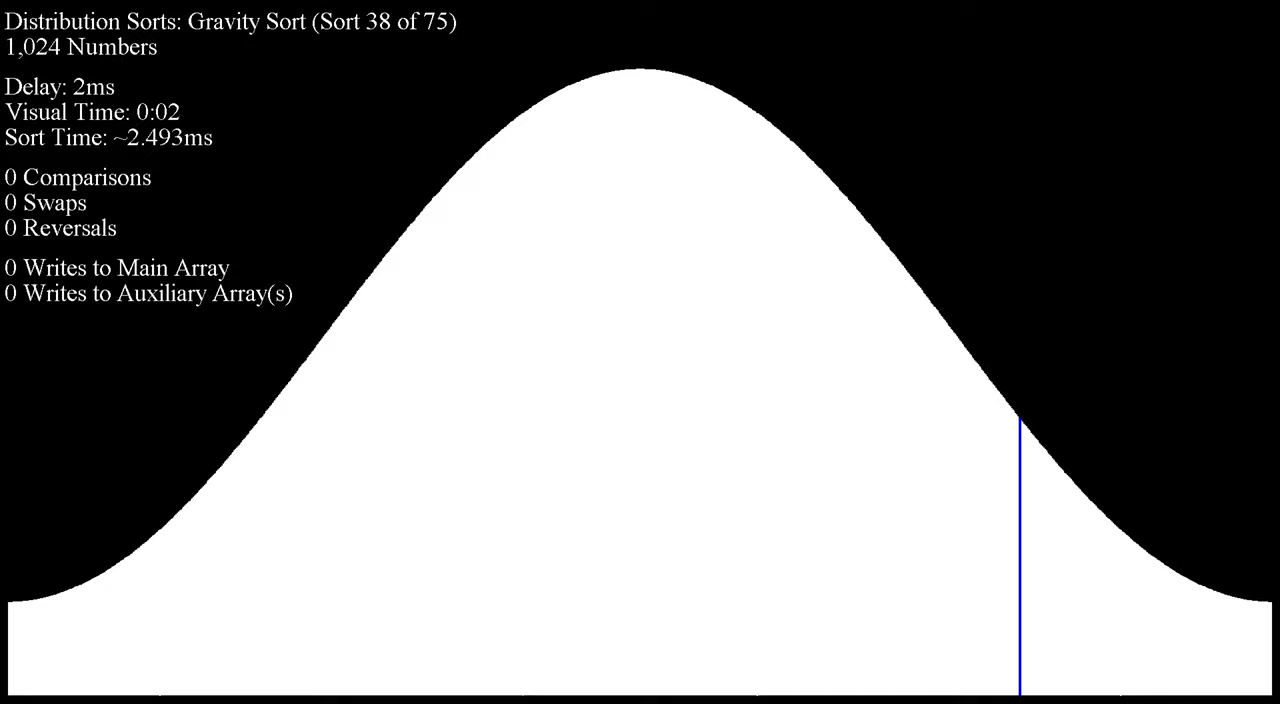 Distribution Sorts: Gravity Sort (Sort 38 of 75)
1,024 Numbers
Delay: 2ms
Visual Time: 0:02
Sort Time: ~2.493ms
0 Comparisons
0 Swaps
0 Reversals
0 Writes to Main Array
0 Writes to Auxiliary Array(s)